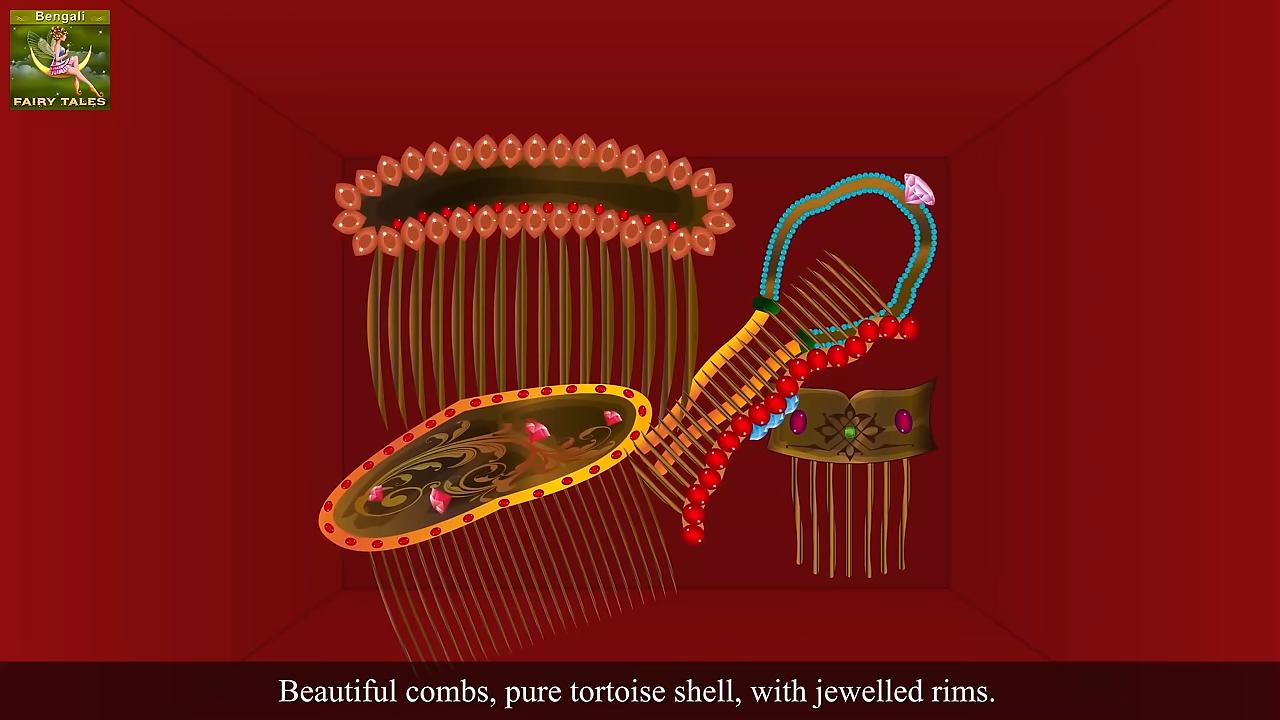 Bengali
FAIRY TALES
Beautiful combs, pure tortoise shell, with jewelled rims.